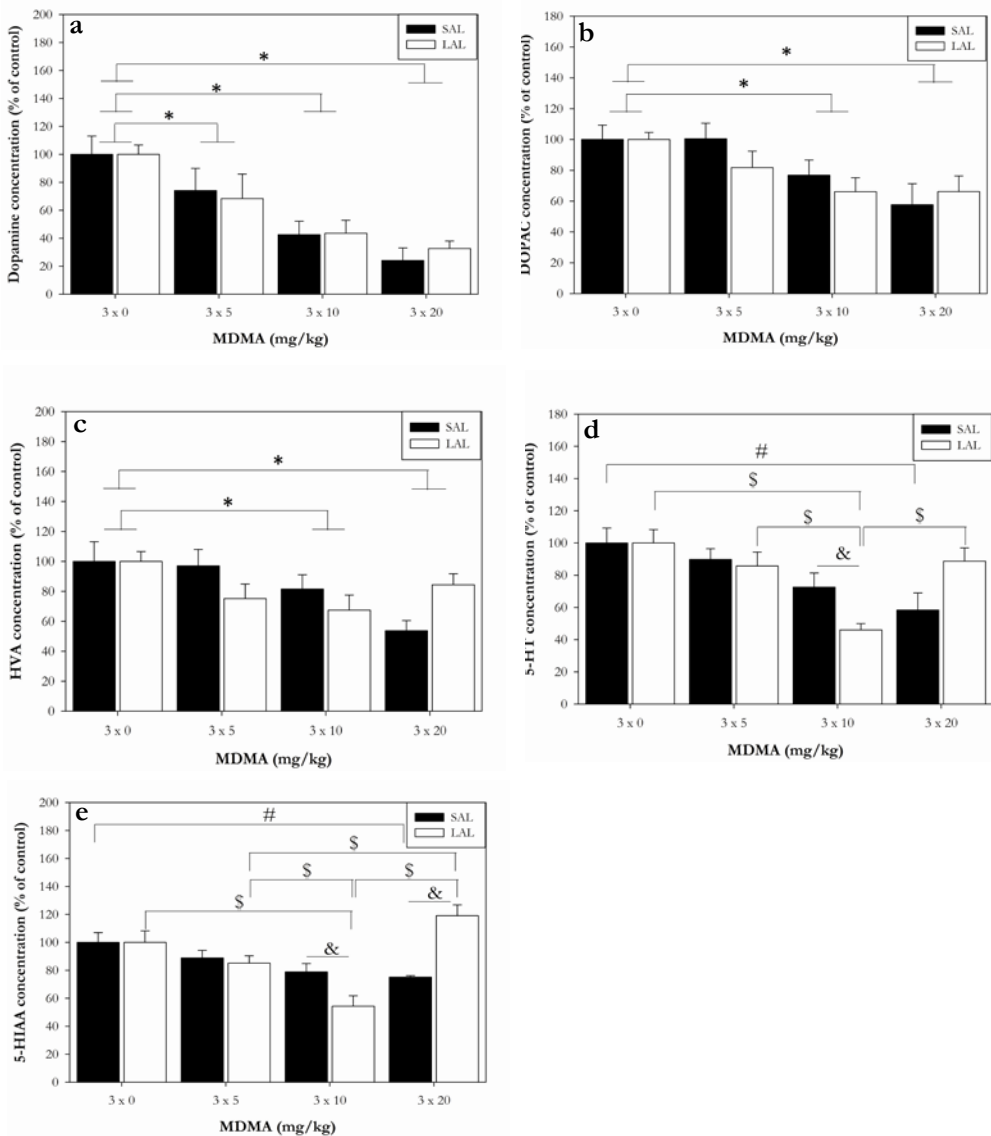 a
SAL
LAL
*
*
*
Dopamine concentration (% of control)
200
180
160
140
120
100
80
60
40
20
0
3 x 0 3 x 5 3 x 10 3 x 20
MDMA (mg/kg)
b
SAL
LAL
*
*
DOPAC concentration (% of control)
180
160
140
120
100
80
60
40
20
0
3 x 0 3 x 5 3 x 10 3 x 20
MDMA (mg/kg)
c
SAL
LAL
*
*
HVA concentration (% of control)
200
180
160
140
120
100
80
60
40
20
0
3 x 0 3 x 5 3 x 10 3 x 20
MDMA (mg/kg)
d
SAL
LAL
#
$
$ $
&
5-HT concentration (% of control)
180
160
140
120
100
80
60
40
20
0
3 x 0 3 x 5 3 x 10 3 x 20
MDMA (mg/kg)
e
SAL
LAL
#
$
$ $
&
$
&
5-HIAA concentration (% of control)
200
180
160
140
120
100
80
60
40
20
0
3 x 0 3 x 5 3 x 10 3 x 20
MDMA (mg/kg)